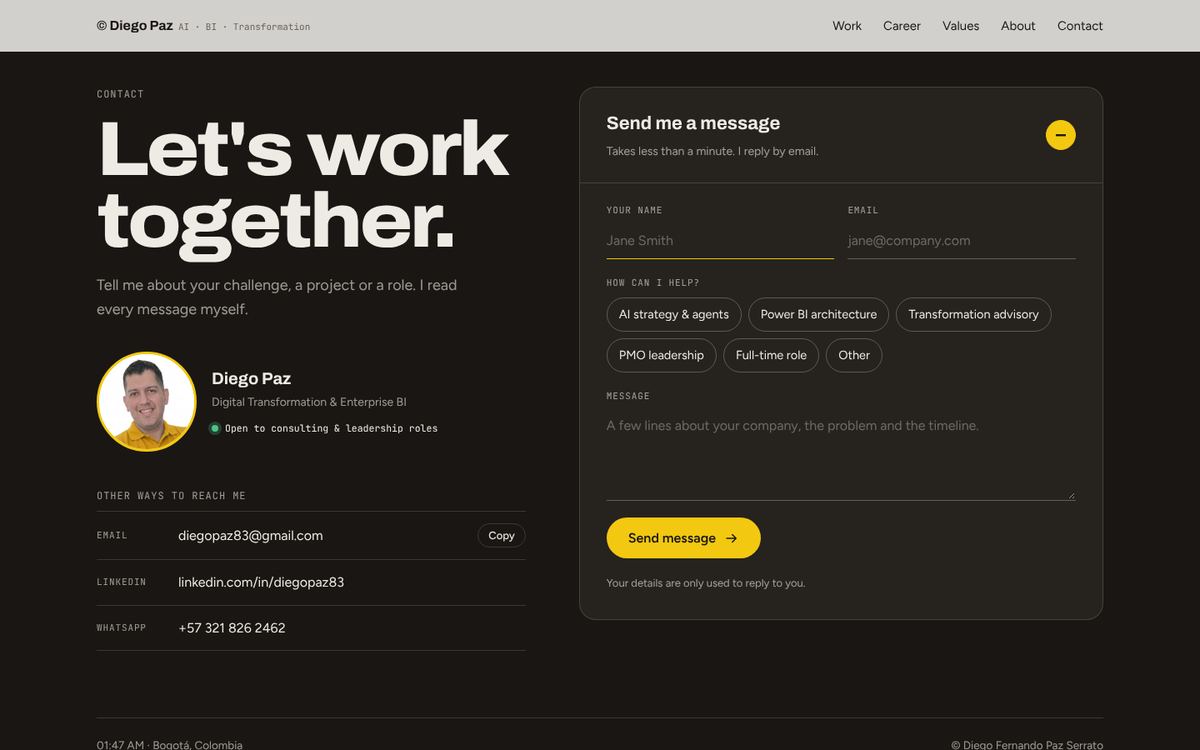 © Diego Paz AI · BI · Transformation
Work Career Values About Contact
CONTACT
Let's work
together.
Tell me about your challenge, a project or a role. I read
every message myself.
Diego Paz
Digital Transformation & Enterprise BI
Open to consulting & leadership roles
OTHER WAYS TO REACH ME
EMAIL diegopaz83@gmail.com Copy
LINKEDIN linkedin.com/in/diegopaz83
WHATSAPP +57 321 826 2462
Send me a message
Takes less than a minute. I reply by email.
YOUR NAME EMAIL
Jane Smith jane@company.com
HOW CAN I HELP?
AI strategy & agents Power BI architecture Transformation advisory
PMO leadership Full-time role Other
MESSAGE
A few lines about your company, the problem and the timeline.
Send message →
Your details are only used to reply to you.
01:47 AM · Bogotá, Colombia © Diego Fernando Paz Serrato